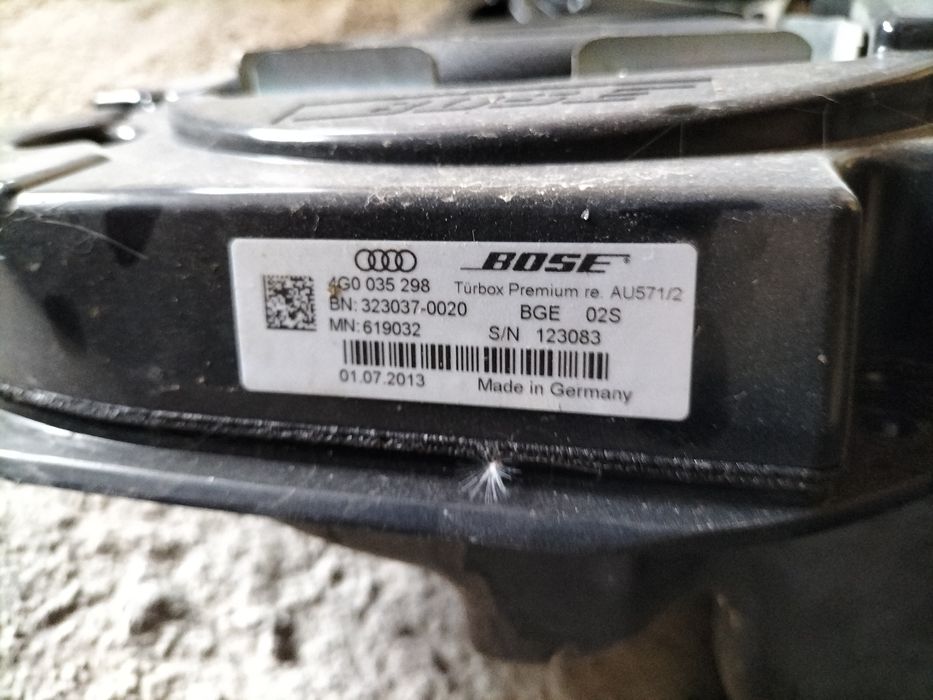 BOSE
BOSE
4G0 035 298 Türbox Premium re. AU571/2
BN: 323037-0020 BGE 02S
MN: 619032 S/N 123083
01.07.2013 Made in Germany